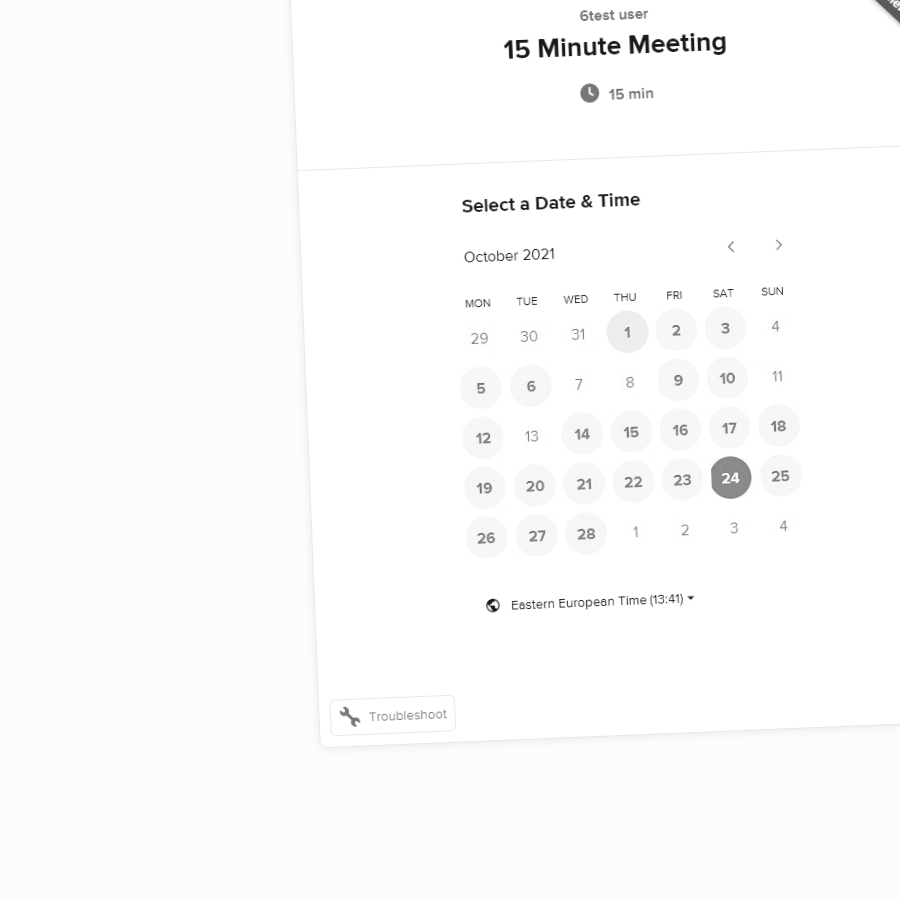 6test user
15 Minute Meeting
15 min
Select a Date & Time
October 2021
MON TUE WED THU FRI SAT SUN
29 30 31 1 2 3 4
5 6 7 8 9 10 11
12 13 14 15 16 17 18
19 20 21 22 23 24 25
26 27 28 1 2 3 4
Eastern European Time (13:41)
Troubleshoot